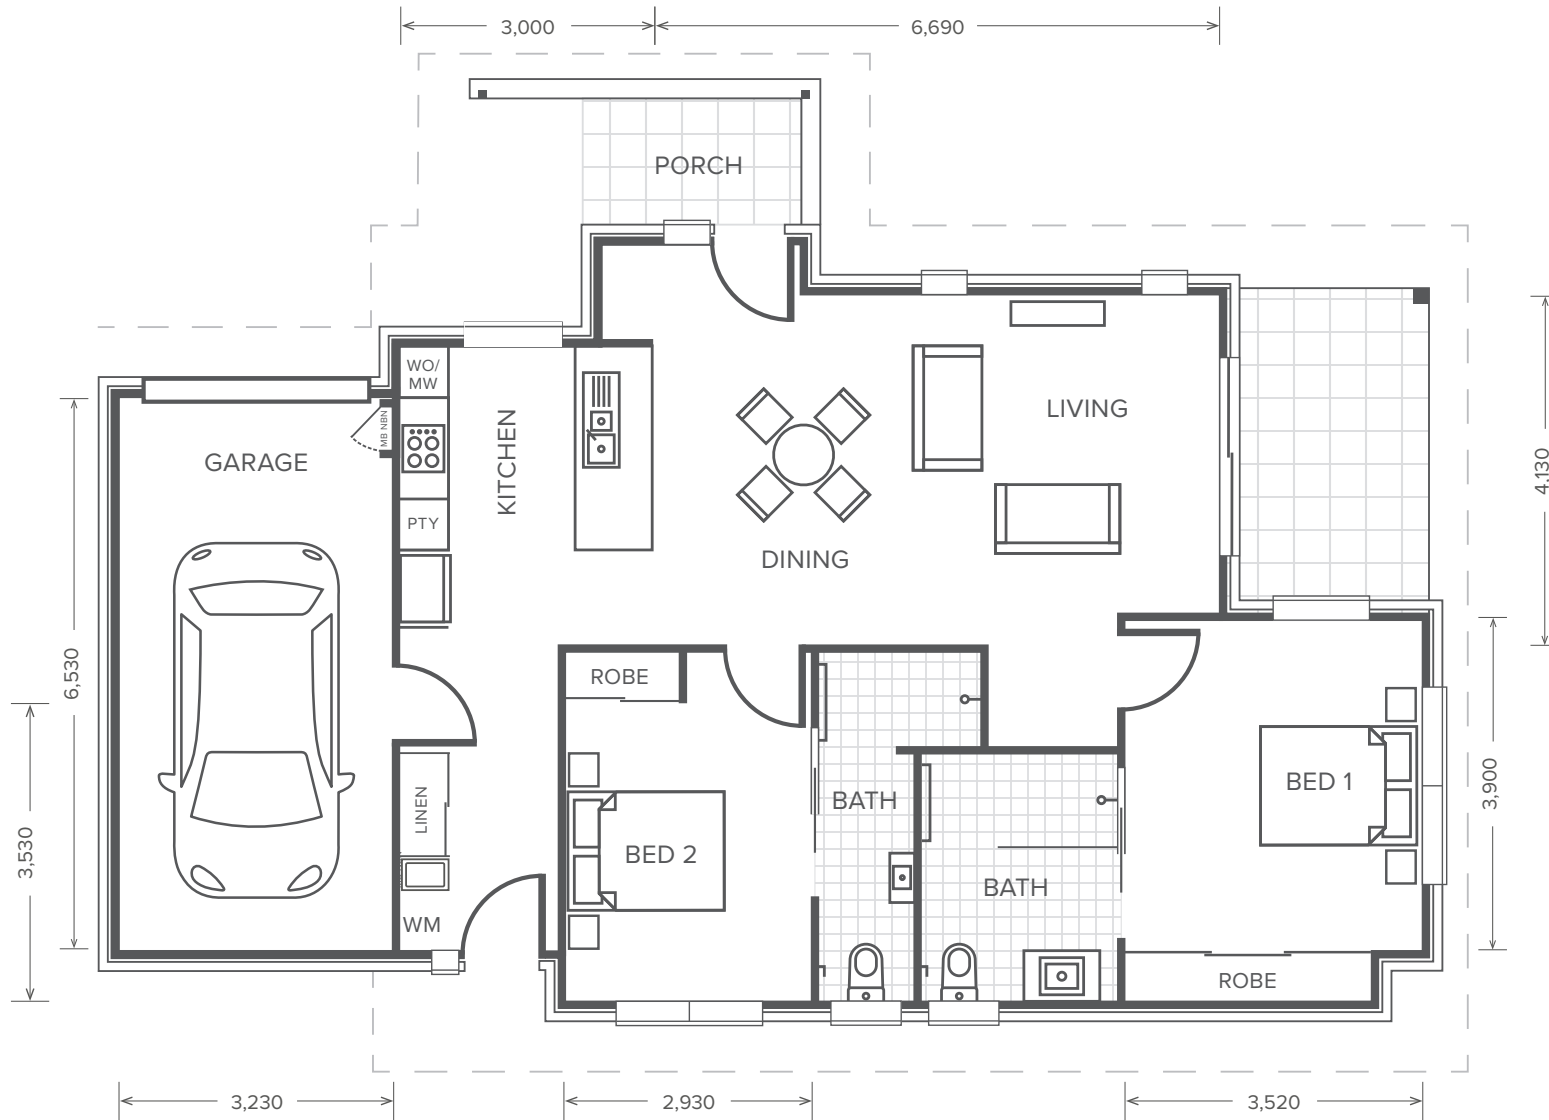 3,000
6,690
PORCH
WO/
MW
MB NBN
KITCHEN
LIVING
GARAGE
4.130
PTY
DINING
6,530
ROBE
3,530
LINEN
BATH
BED 1
3,900
BED 2
BATH
WM
ROBE
3,230
2,930
3,520